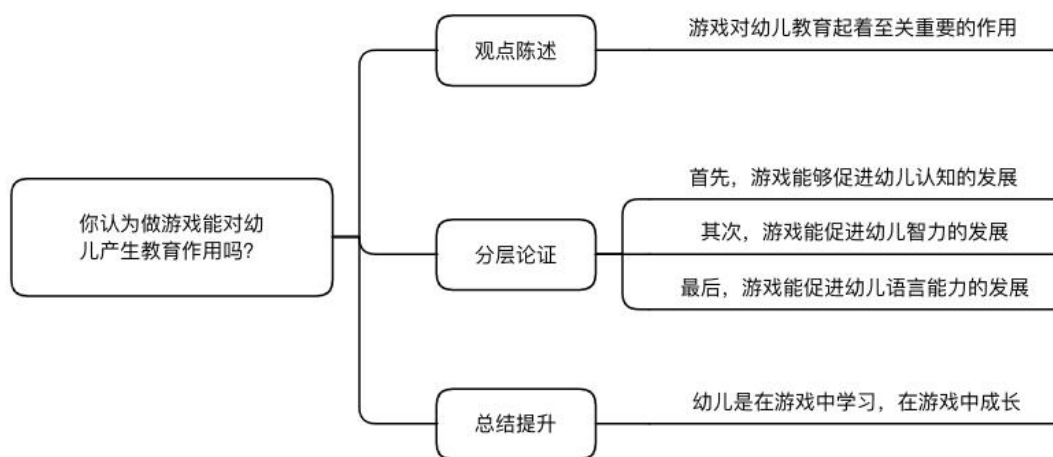 你认为做游戏能对幼
儿产生教育作用吗?
观点陈述
游戏对幼儿教育起着至关重要的作用
分层论证
首先，游戏能够促进幼儿认知的发展
其次，游戏能促进幼儿智力的发展
最后，游戏能促进幼儿语言能力的发展
总结提升
幼儿是在游戏中学习，在游戏中成长